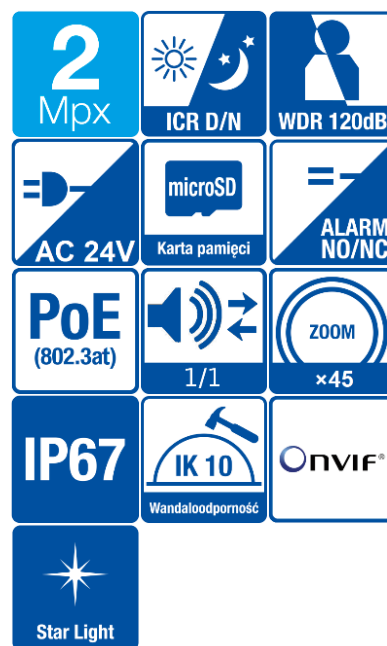 2
Mpx
ICR D/N
WDR 120dB
AC 24V
microSD
Karta pamięci
ALARM
NO/NC
PoE
(802.3at)
1/1
ZOOM
×45
IP67
IK 10
Wandaloodporność
ONVIF®
Star Light